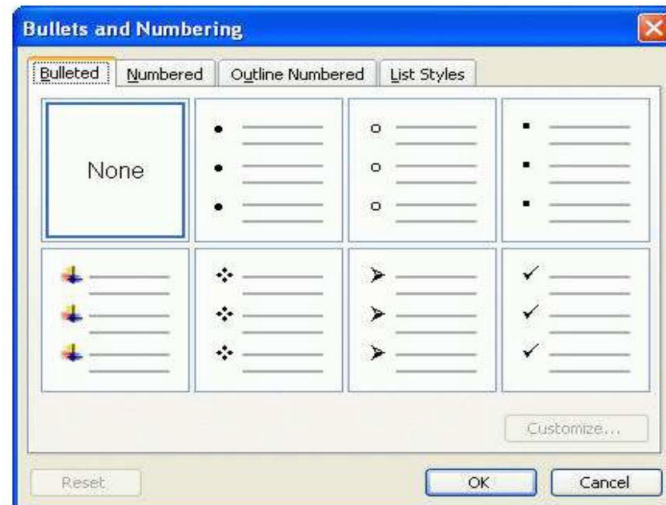 Bullets and Numbering
Bulleted Numbered Outline Numbered List Styles
None
Customize...
Reset OK Cancel